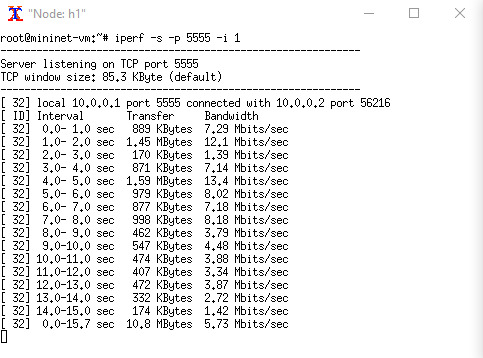 "Node: h1"
root@mininet-vm:~# iperf -s -p 5555 -i 1
------------------------------------------------------------
Server listening on TCP port 5555
TCP window size: 85.3 KByte (default)
------------------------------------------------------------
[ 32] local 10.0.0.1 port 5555 connected with 10.0.0.2 port 56216
[ ID] Interval       Transfer     Bandwidth
[ 32]  0.0- 1.0 sec   889 KBytes  7.29 Mbits/sec
[ 32]  1.0- 2.0 sec  1.45 MBytes  12.1 Mbits/sec
[ 32]  2.0- 3.0 sec   170 KBytes  1.39 Mbits/sec
[ 32]  3.0- 4.0 sec   871 KBytes  7.14 Mbits/sec
[ 32]  4.0- 5.0 sec  1.59 MBytes  13.4 Mbits/sec
[ 32]  5.0- 6.0 sec   979 KBytes  8.02 Mbits/sec
[ 32]  6.0- 7.0 sec   877 KBytes  7.18 Mbits/sec
[ 32]  7.0- 8.0 sec   998 KBytes  8.18 Mbits/sec
[ 32]  8.0- 9.0 sec   462 KBytes  3.79 Mbits/sec
[ 32]  9.0-10.0 sec   547 KBytes  4.48 Mbits/sec
[ 32] 10.0-11.0 sec   474 KBytes  3.88 Mbits/sec
[ 32] 11.0-12.0 sec   407 KBytes  3.34 Mbits/sec
[ 32] 12.0-13.0 sec   472 KBytes  3.87 Mbits/sec
[ 32] 13.0-14.0 sec   332 KBytes  2.72 Mbits/sec
[ 32] 14.0-15.0 sec   174 KBytes  1.42 Mbits/sec
[ 32]  0.0-15.7 sec  10.8 MBytes  5.73 Mbits/sec